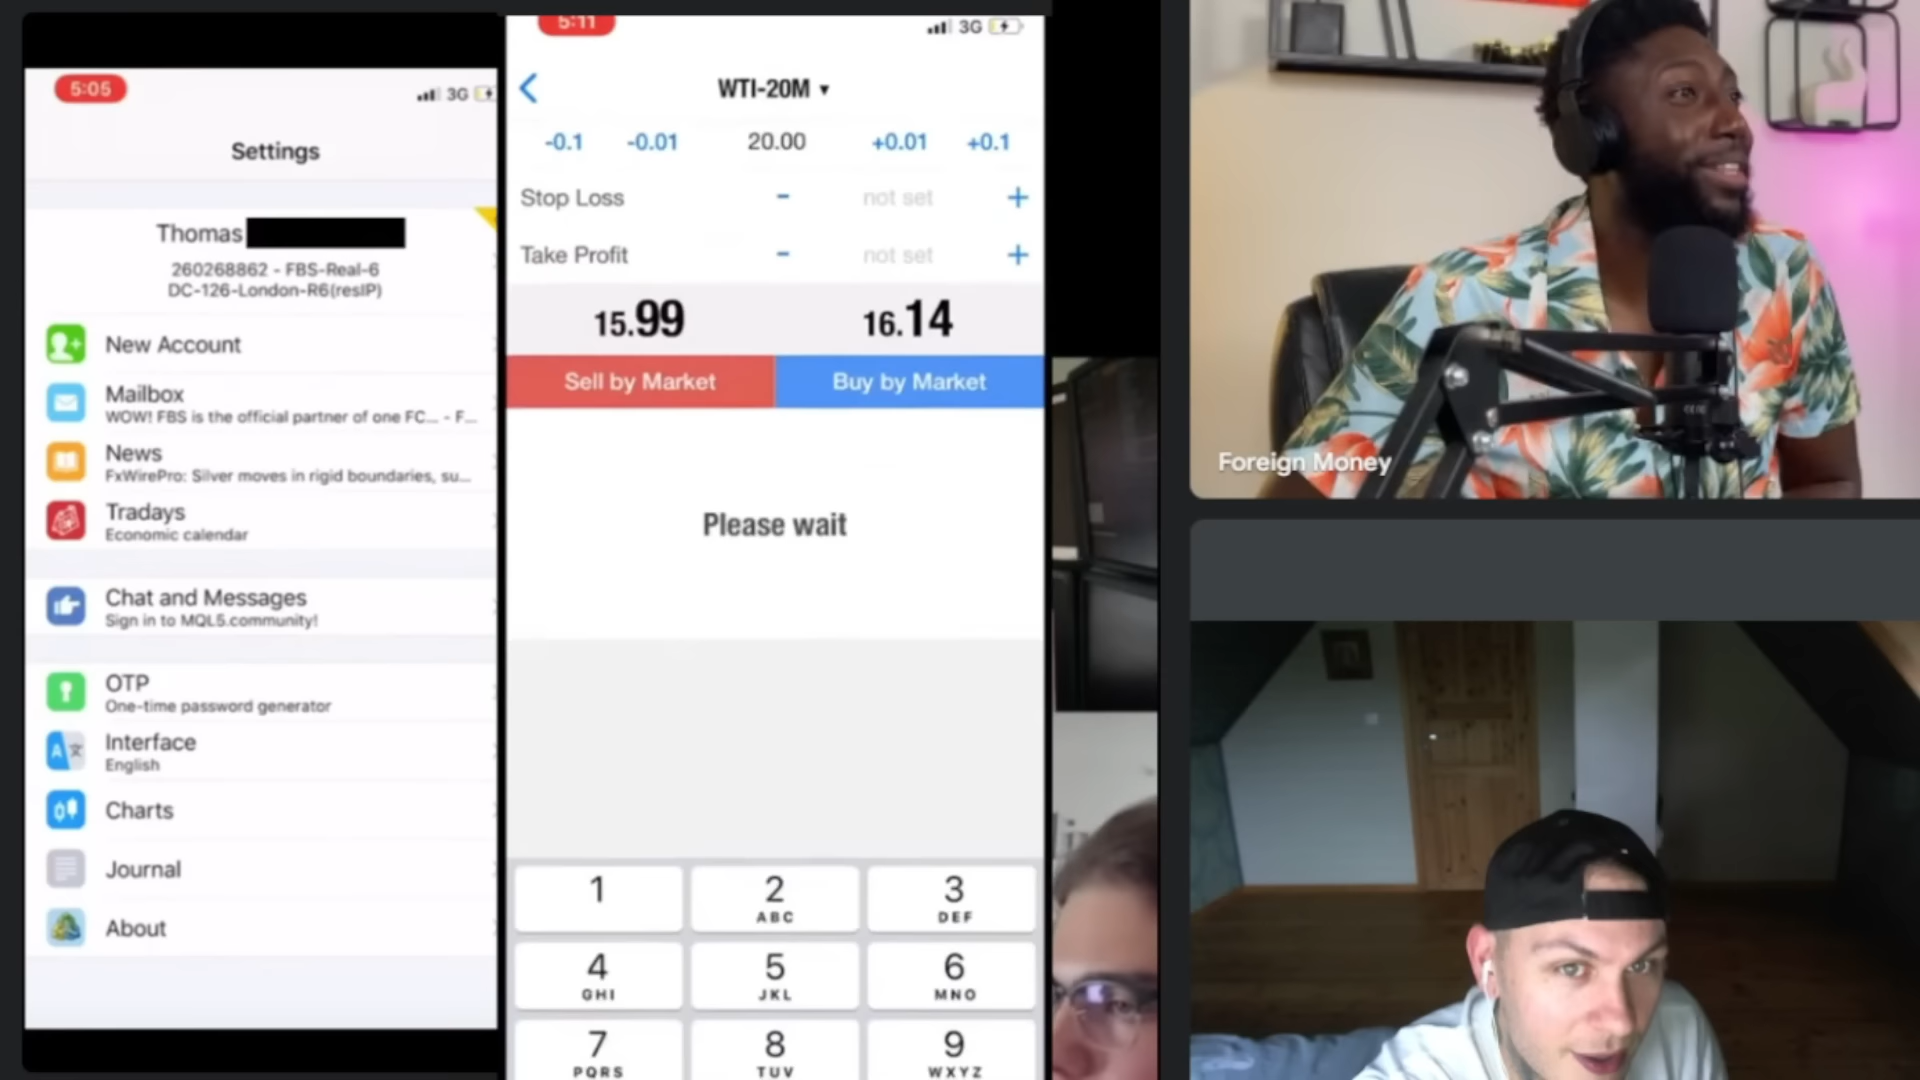 5:05
3G
Settings
Thomas
260268862 - FBS-Real-6
DC-126-London-R6(resIP)
New Account
Mailbox
WOW! FBS is the official partner of one FC... - F...
News
FxWirePro: Silver moves in rigid boundaries, su...
Tradays
Economic calendar
Chat and Messages
Sign in to MQL5.community!
OTP
One-time password generator
Interface
English
Charts
Journal
About
5:11
3G
WTI-20M ▾
-0.1 -0.01 20.00 +0.01 +0.1
Stop Loss - not set +
Take Profit - not set +
15.99 16.14
Sell by Market Buy by Market
Please wait
1 2 3
ABC DEF
4 5 6
GHI JKL MNO
7 8 9
PQRS TUV WXYZ
Foreign Money